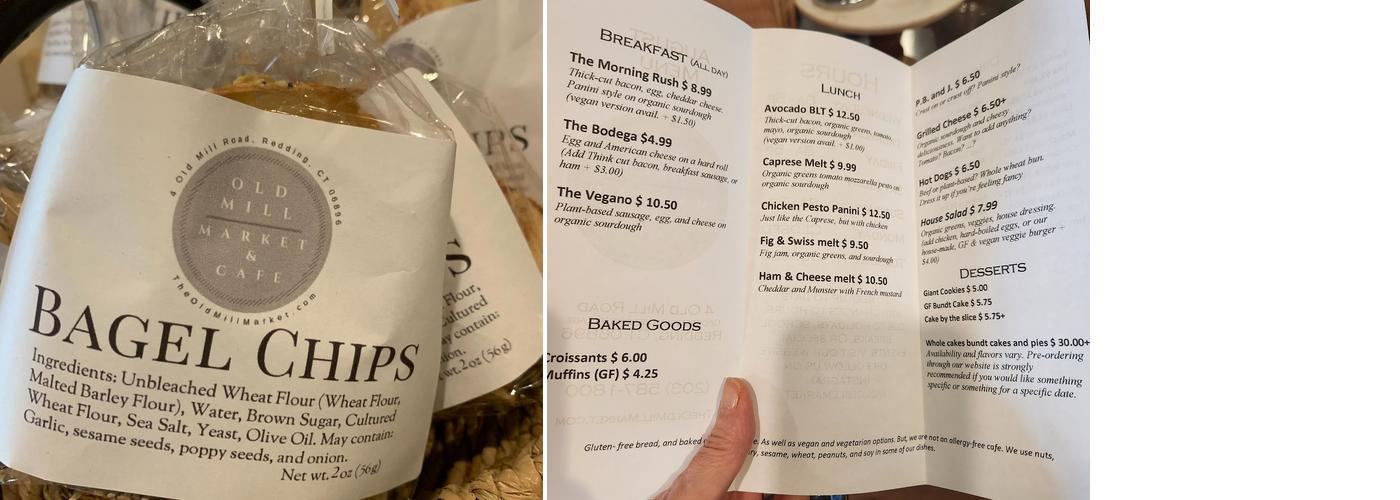 4 Old Mill Road, Redding, CT 06896
OLD
MILL
MARKET
&
CAFE
TheOldMillMarket.com
BAGEL CHIPS
Ingredients: Unbleached Wheat Flour (Wheat Flour,
Malted Barley Flour), Water, Brown Sugar, Cultured
Wheat Flour, Sea Salt, Yeast, Olive Oil. May contain:
Garlic, sesame seeds, poppy seeds, and onion.
Net wt. 2oz (56g)
IPS
S
Flour,
ultured
ay contain:
nion.
wt. 2oz (56g)
BREAKFAST (ALL DAY)
The Morning Rush $ 8.99
Thick-cut bacon, egg, cheddar cheese.
Panini style on organic sourdough
(vegan version avail. + $1.50)
The Bodega $4.99
Egg and American cheese on a hard roll
(Add Think cut bacon, breakfast sausage, or
ham + $3.00)
The Vegano $ 10.50
Plant-based sausage, egg, and cheese on
organic sourdough
BAKED GOODS
Croissants $ 6.00
Muffins (GF) $ 4.25
LUNCH
Avocado BLT $ 12.50
Thick-cut bacon, organic greens, tomato,
mayo, organic sourdough
(vegan version avail. + $1.00)
Caprese Melt $ 9.99
Organic greens tomato mozzarella pesto on
organic sourdough
Chicken Pesto Panini $ 12.50
Just like the Caprese, but with chicken
Fig & Swiss melt $ 9.50
Fig jam, organic greens, and sourdough
Ham & Cheese melt $ 10.50
Cheddar and Munster with French mustard
P.B. and J. $ 6.50
Crust on or crust off? Panini style?
Grilled Cheese $ 6.50+
Organic sourdough and cheesy
deliciousness. Want to add anything?
Tomato? Bacon? ...?
Hot Dogs $ 6.50
Beef or plant-based? Whole wheat bun.
Dress it up if you're feeling fancy
House Salad $ 7.99
Organic greens, veggies, house dressing.
(add chicken, hard-boiled eggs, or our
house-made, GF & vegan veggie burger +
$4.00)
DESSERTS
Giant Cookies $ 5.00
GF Bundt Cake $ 5.75
Cake by the slice $ 5.75+
Whole cakes bundt cakes and pies $ 30.00+
Availability and flavors vary. Pre-ordering
through our website is strongly
recommended if you would like something
specific or something for a specific date.
Gluten- free bread, and baked e. As well as vegan and vegetarian options. But, we are not an allergy-free cafe. We use nuts,
ry, sesame, wheat, peanuts, and soy in some of our dishes.